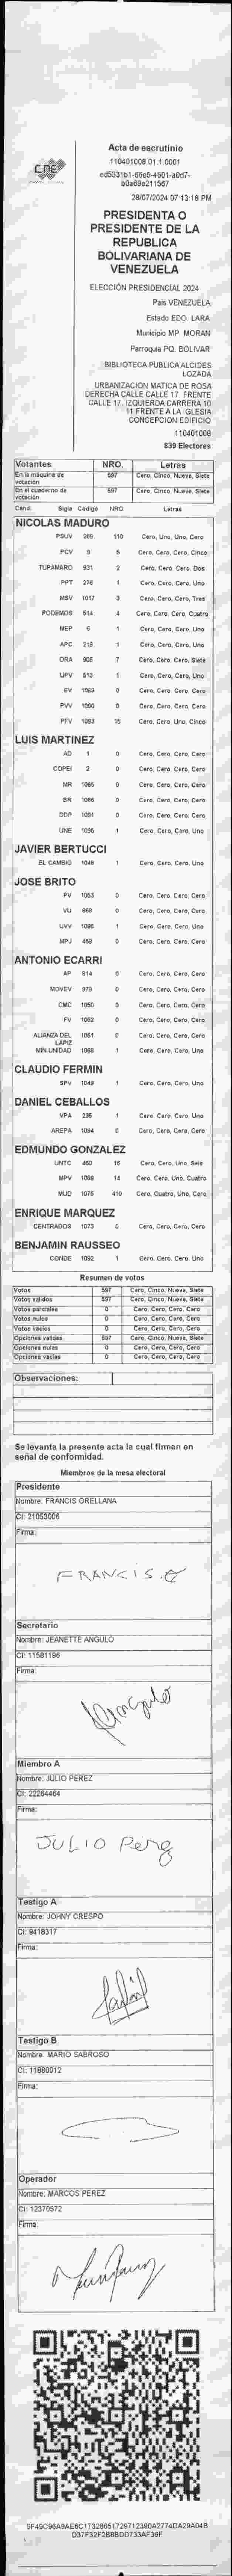 CNE
Acta de escrutinio
110401008.01.1.0001
ed5331b1-66e5-4601-a0d7-
b0a69e211567
28/07/2024 07:13:18 PM
PRESIDENTA O
PRESIDENTE DE LA
REPUBLICA
BOLIVARIANA DE
VENEZUELA
ELECCIÓN PRESIDENCIAL 2024
País VENEZUELA
Estado EDO. LARA
Municipio MP. MORAN
Parroquia PQ. BOLIVAR
BIBLIOTECA PUBLICA ALCIDES
LOZADA
URBANIZACION MATICA DE ROSA
DERECHA CALLE CALLE 17. FRENTE
CALLE 17. IZQUIERDA CARRERA 10
11 FRENTE A LA IGLESIA
CONCEPCION EDIFICIO
110401008
839 Electores
Votantes NRO. Letras
En la máquina de votación 597 Cero, Cinco, Nueve, Siete
En el cuaderno de votación 597 Cero, Cinco, Nueve, Siete
Cand. Sigla Código NRO. Letras
NICOLAS MADURO
PSUV 269 110 Cero, Uno, Uno, Cero
PCV 9 5 Cero, Cero, Cero, Cinco
TUPAMARO 931 2 Cero, Cero, Cero, Dos
PPT 276 1 Cero, Cero, Cero, Uno
MSV 1017 3 Cero, Cero, Cero, Tres
PODEMOS 514 4 Cero, Cero, Cero, Cuatro
MEP 6 1 Cero, Cero, Cero, Uno
APC 219 1 Cero, Cero, Cero, Uno
ORA 906 7 Cero, Cero, Cero, Siete
UPV 613 1 Cero, Cero, Cero, Uno
EV 1069 0 Cero, Cero, Cero, Cero
PVV 1090 0 Cero, Cero, Cero, Cero
PFV 1093 15 Cero, Cero, Uno, Cinco
LUIS MARTINEZ
AD 1 0 Cero, Cero, Cero, Cero
COPEI 3 0 Cero, Cero, Cero, Cero
MR 1065 0 Cero, Cero, Cero, Cero
BR 1066 0 Cero, Cero, Cero, Cero
DDP 1091 0 Cero, Cero, Cero, Cero
UNE 1095 1 Cero, Cero, Cero, Uno
JAVIER BERTUCCI
EL CAMBIO 1048 1 Cero, Cero, Cero, Uno
JOSE BRITO
PV 1053 0 Cero, Cero, Cero, Cero
VU 668 0 Cero, Cero, Cero, Cero
UVV 1096 1 Cero, Cero, Cero, Uno
MPJ 458 0 Cero, Cero, Cero, Cero
ANTONIO ECARRI
AP 814 0 Cero, Cero, Cero, Cero
MOVEV 979 0 Cero, Cero, Cero, Cero
CMC 1050 0 Cero, Cero, Cero, Cero
FV 1062 0 Cero, Cero, Cero, Cero
ALIANZA DEL LAPIZ 1051 0 Cero, Cero, Cero, Cero
MIN UNIDAD 1068 1 Cero, Cero, Cero, Uno
CLAUDIO FERMIN
SPV 1049 1 Cero, Cero, Cero, Uno
DANIEL CEBALLOS
VPA 236 1 Cero, Cero, Cero, Uno
AREPA 1094 0 Cero, Cero, Cero, Cero
EDMUNDO GONZALEZ
UNTC 460 16 Cero, Cero, Uno, Seis
MPV 1069 14 Cero, Cero, Uno, Cuatro
MUD 1075 410 Cero, Cuatro, Uno, Cero
ENRIQUE MARQUEZ
CENTRADOS 1073 0 Cero, Cero, Cero, Cero
BENJAMIN RAUSSEO
CONDE 1092 1 Cero, Cero, Cero, Uno
Resumen de votos
Votos 597 Cero, Cinco, Nueve, Siete
Votos validos 597 Cero, Cinco, Nueve, Siete
Votos parciales 0 Cero, Cero, Cero, Cero
Votos nulos 0 Cero, Cero, Cero, Cero
Votos vacíos 0 Cero, Cero, Cero, Cero
Opciones validas 597 Cero, Cinco, Nueve, Siete
Opciones nulas 0 Cero, Cero, Cero, Cero
Opciones vacías 0 Cero, Cero, Cero, Cero
Observaciones:
Se levanta la presente acta la cual firman en
señal de conformidad.
Miembros de la mesa electoral
Presidente
Nombre: FRANCIS ORELLANA
CI: 21053006
Firma:
FRANCIS.O
Secretario
Nombre: JEANETTE ANGULO
CI: 11581196
Firma:
Angulo
Miembro A
Nombre: JULIO PEREZ
CI: 22264464
Firma:
JULIO Perez
Testigo A
Nombre: JOHNY CRESPO
CI: 9418317
Firma:
Testigo B
Nombre: MARIO SABROSO
CI: 11880012
Firma:
Operador
Nombre: MARCOS PEREZ
CI: 12370572
Firma:
5F49C96A9AE6C17328651729712390A2774DA29A04B
D37F32F2B8BDD733AF36F